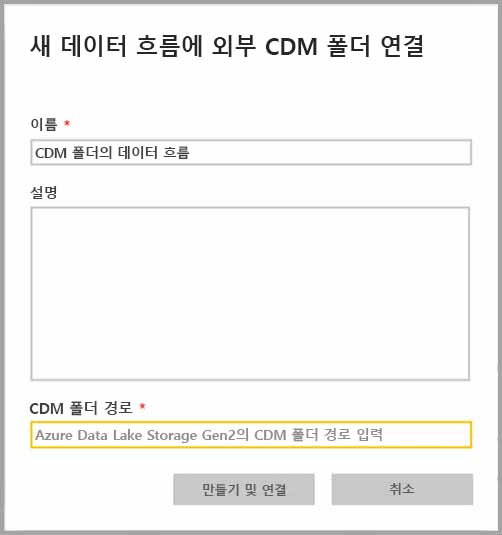 새 데이터 흐름에 외부 CDM 폴더 연결
이름 *
CDM 폴더의 데이터 흐름
설명
CDM 폴더 경로 *
Azure Data Lake Storage Gen2의 CDM 폴더 경로 입력
만들기 및 연결 취소